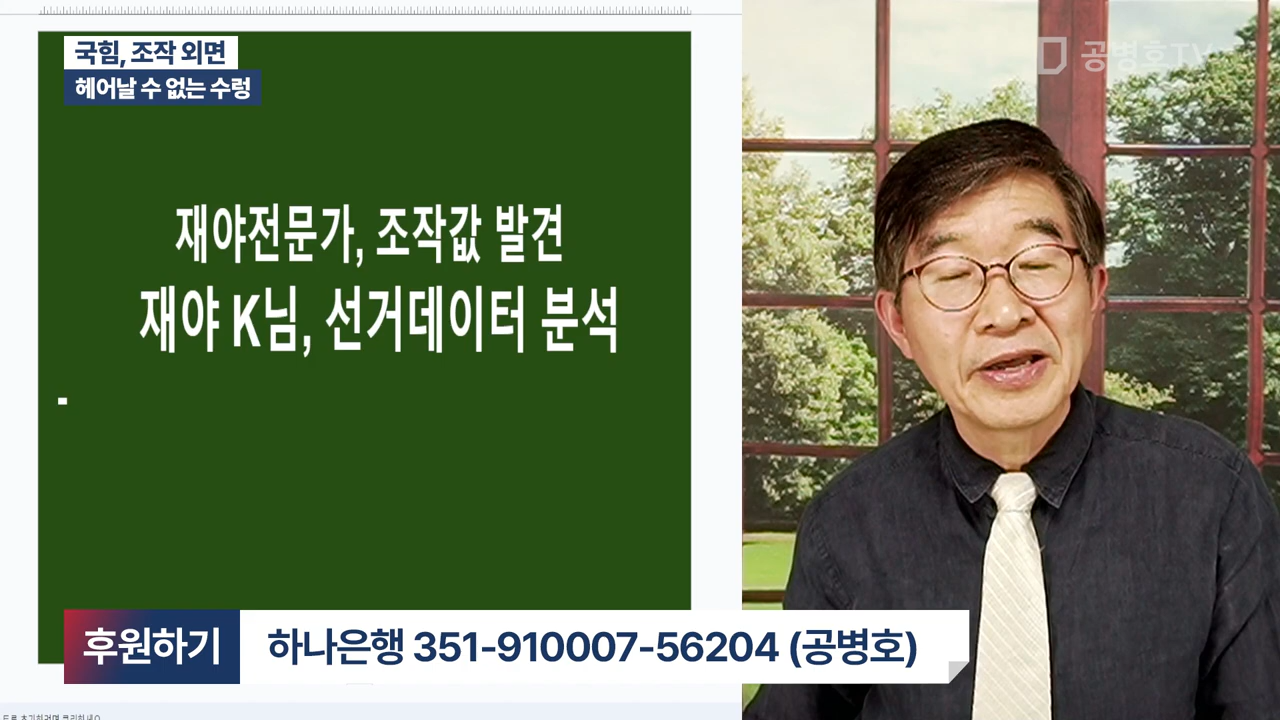 국힘, 조작 외면
헤어날 수 없는 수렁
공병호TV
재야전문가, 조작값 발견
재야 K님, 선거데이터 분석
후원하기
하나은행 351-910007-56204 (공병호)